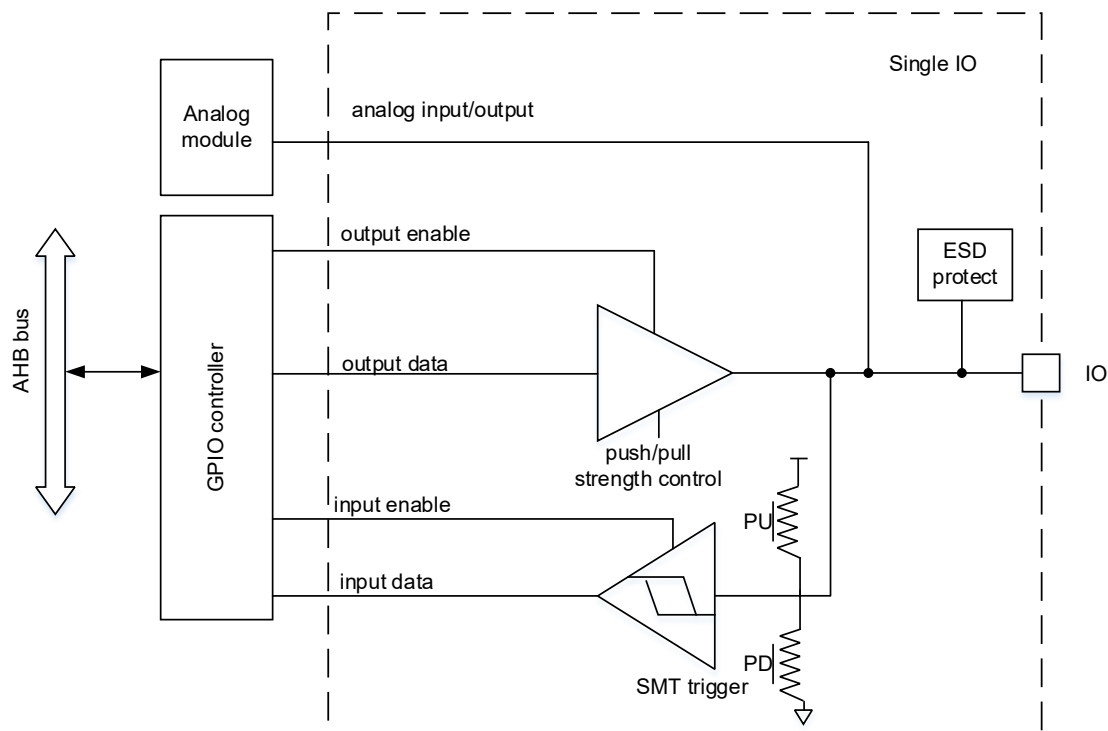 Single IO
Analog
module
analog input/output
output enable
ESD
protect
AHB bus
GPIO controller
output data
IO
push/pull
strength control
input enable
PU
input data
PD
SMT trigger